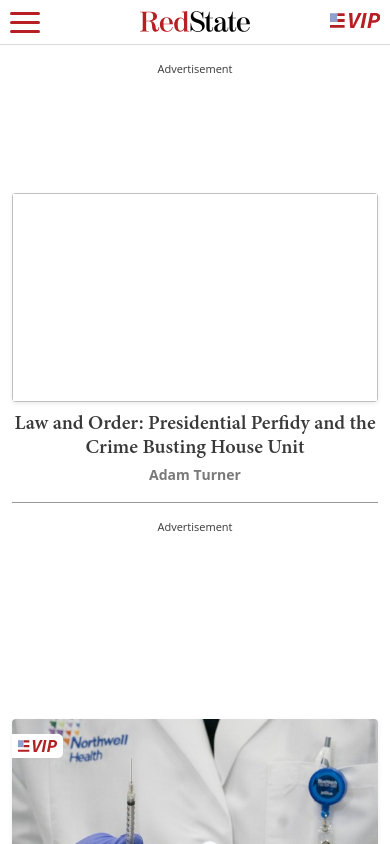 RedState
VIP
Advertisement
Law and Order: Presidential Perfidy and the
Crime Busting House Unit
Adam Turner
Advertisement
VIP
Northwell
Health